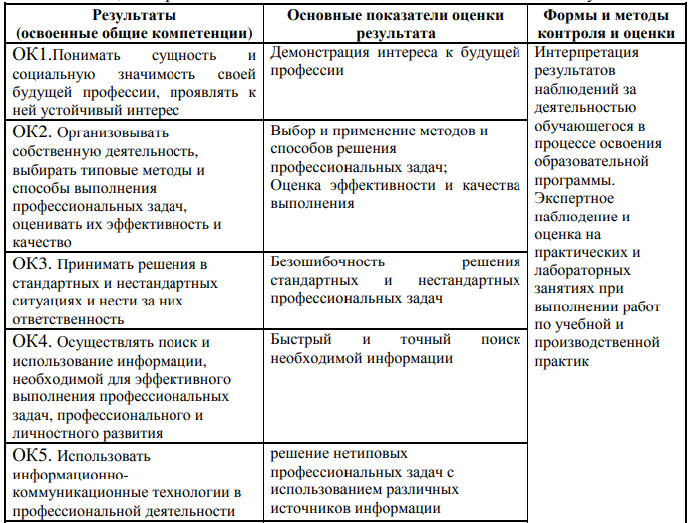 Результаты
(освоенные общие компетенции)
Основные показатели оценки
результата
Формы и методы
контроля и оценки
ОК1.Понимать сущность и
социальную значимость своей
будущей профессии, проявлять к
ней устойчивый интерес
Демонстрация интереса к будущей
профессии
Интерпретация
результатов
наблюдений за
деятельностью
обучающегося в
процессе освоения
образовательной
программы.
Экспертное
наблюдение и
оценка на
практических и
лабораторных
занятиях при
выполнении работ
по учебной и
производственной
практик
ОК2. Организовывать
собственную деятельность,
выбирать типовые методы и
способы выполнения
профессиональных задач,
оценивать их эффективность и
качество
Выбор и применение методов и
способов решения
профессиональных задач;
Оценка эффективности и качества
выполнения
ОК3. Принимать решения в
стандартных и нестандартных
ситуациях и нести за них
ответственность
Безошибочность решения
стандартных и нестандартных
профессиональных задач
ОК4. Осуществлять поиск и
использование информации,
необходимой для эффективного
выполнения профессиональных
задач, профессионального и
личностного развития
Быстрый и точный поиск
необходимой информации
ОК5. Использовать
информационно-
коммуникационные технологии в
профессиональной деятельности
решение нетиповых
профессиональных задач с
использованием различных
источников информации